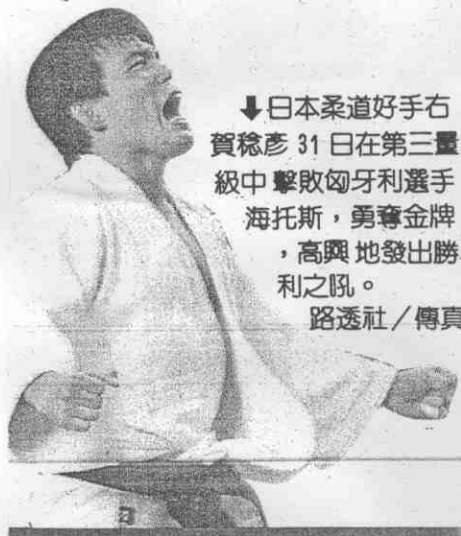 ⬇日本柔道好手右
賀稔彥 31 日在第三量
級中擊敗匈牙利選手
海托斯，勇奪金牌
，高興地發出勝
利之吼。
路透社／傳真